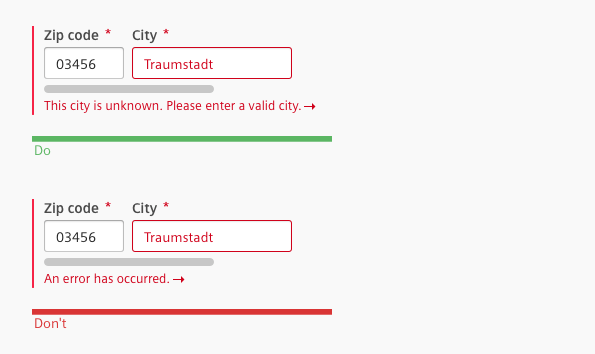 Zip code * City *
03456 Traumstadt
This city is unknown. Please enter a valid city. →
Do
Zip code * City *
03456 Traumstadt
An error has occurred. →
Don't